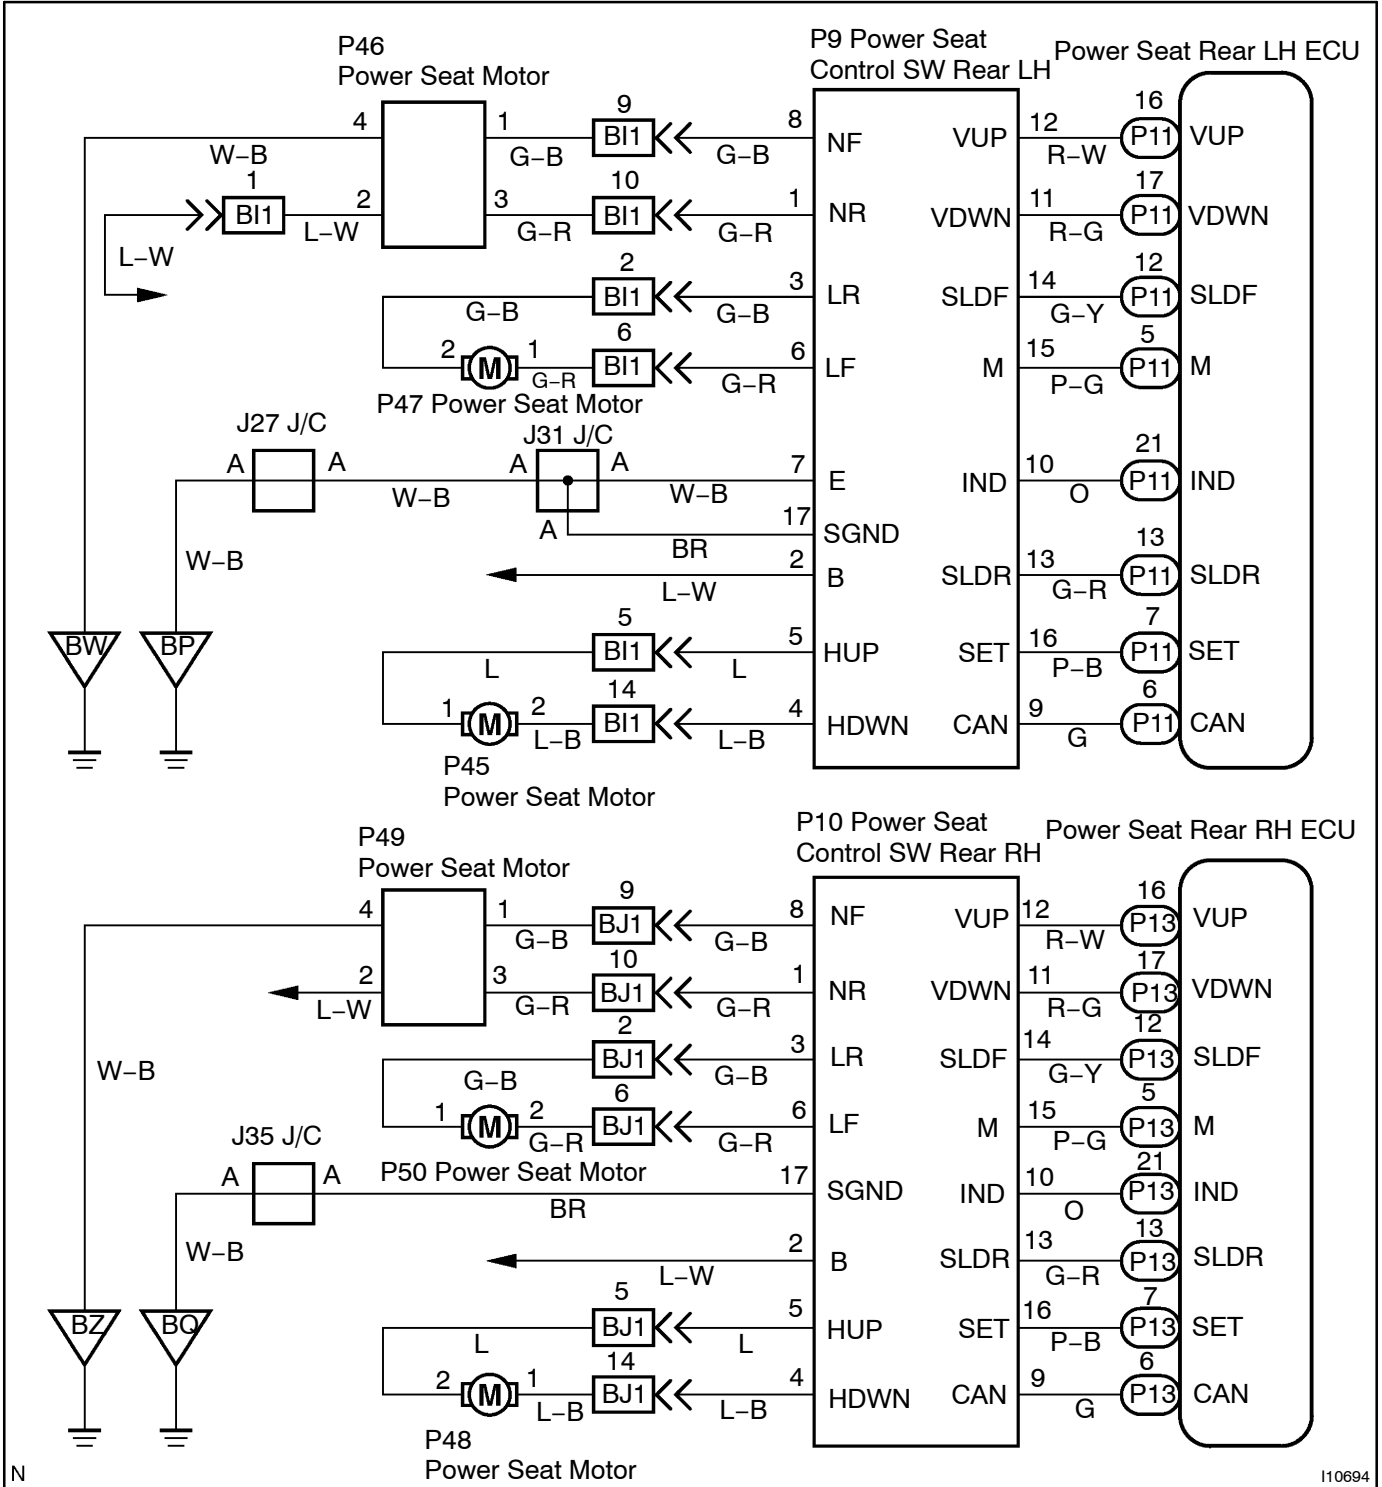 P46
Power Seat Motor
P9 Power Seat
Control SW Rear LH
Power Seat Rear LH ECU
4 1 9 BI1 8 NF VUP 12 16 P11 VUP
W–B G–B G–B R–W
1 BI1 2 3 10 BI1 1 NR VDWN 11 17 P11 VDWN
L–W G–R G–R R–G
L–W
2 BI1 3 LR SLDF 14 12 P11 SLDF
G–B G–B G–Y
2 M 1 6 BI1 6 LF M 15 5 P11 M
G–R G–R P–G
P47 Power Seat Motor
J27 J/C J31 J/C
A A A A 7 E IND 10 21 P11 IND
W–B W–B O
A 17 SGND
BR
W–B
2 B SLDR 13 13 P11 SLDR
L–W G–R
BW BP 5 BI1 5 HUP SET 16 7 P11 SET
L L P–B
1 M 2 14 BI1 4 HDWN CAN 9 6 P11 CAN
L–B L–B G
P45
Power Seat Motor
P49
Power Seat Motor
P10 Power Seat
Control SW Rear RH
Power Seat Rear RH ECU
4 1 9 BJ1 8 NF VUP 12 16 P13 VUP
G–B G–B R–W
2 3 10 BJ1 1 NR VDWN 11 17 P13 VDWN
L–W G–R G–R R–G
2 BJ1 3 LR SLDF 14 12 P13 SLDF
W–B G–B G–B G–Y
1 M 2 6 BJ1 6 LF M 15 5 P13 M
G–R G–R P–G
J35 J/C
P50 Power Seat Motor
A A 17 SGND IND 10 21 P13 IND
BR O
W–B
2 B SLDR 13 13 P13 SLDR
L–W G–R
BZ BQ 5 BJ1 5 HUP SET 16 7 P13 SET
L L P–B
2 M 1 14 BJ1 4 HDWN CAN 9 6 P13 CAN
L–B L–B G
P48
Power Seat Motor
N
I10694